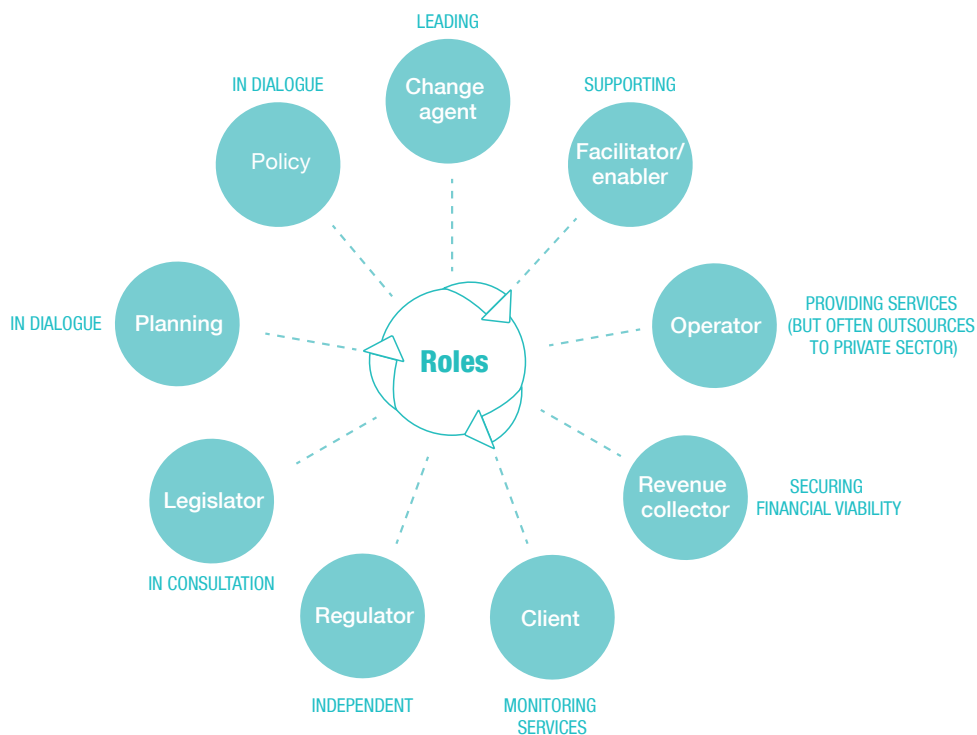 LEADING
Change
agent
IN DIALOGUE
Policy
SUPPORTING
Facilitator/
enabler
IN DIALOGUE
Planning
Roles
Operator
PROVIDING SERVICES
(BUT OFTEN OUTSOURCES
TO PRIVATE SECTOR)
Legislator
IN CONSULTATION
Revenue
collector
SECURING
FINANCIAL VIABILITY
Regulator
INDEPENDENT
Client
MONITORING
SERVICES